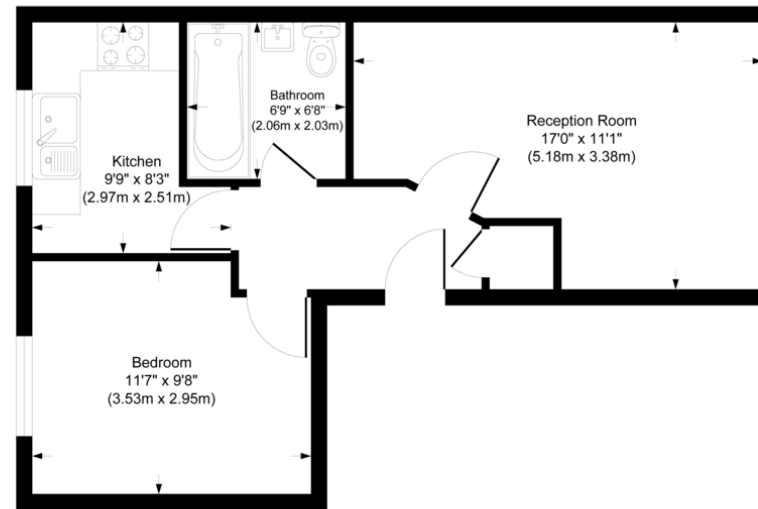 Bathroom
6'9" x 6'8"
(2.06m x 2.03m)
Reception Room
17'0" x 11'1"
(5.18m x 3.38m)
Kitchen
9'9" x 8'3"
(2.97m x 2.51m)
Bedroom
11'7" x 9'8"
(3.53m x 2.95m)